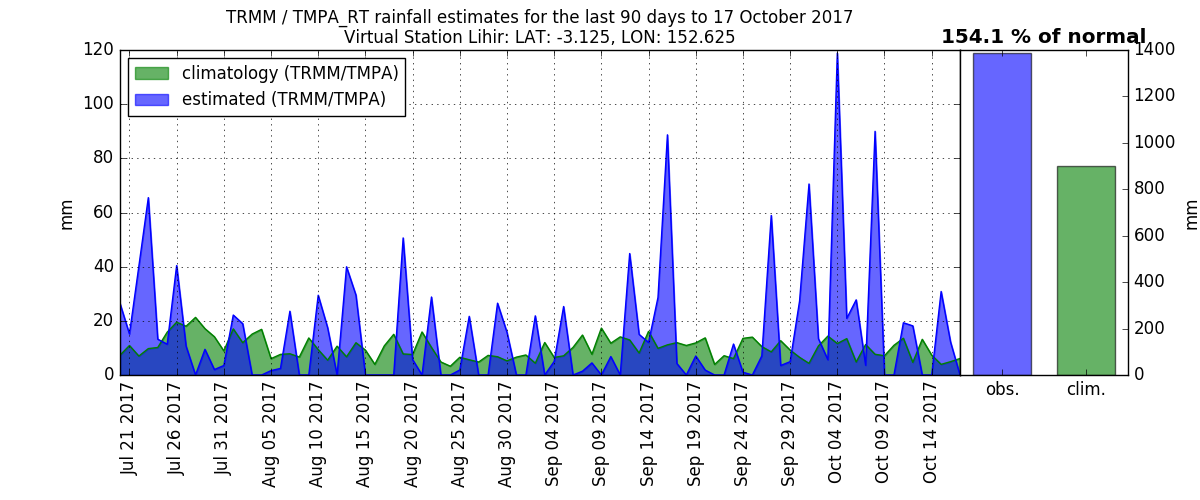 TRMM / TMPA_RT rainfall estimates for the last 90 days to 17 October 2017
Virtual Station Lihir: LAT: -3.125, LON: 152.625
154.1 % of normal
climatology (TRMM/TMPA)
estimated (TRMM/TMPA)
mm
120
100
80
60
40
20
0
Jul 21 2017
Jul 26 2017
Jul 31 2017
Aug 05 2017
Aug 10 2017
Aug 15 2017
Aug 20 2017
Aug 25 2017
Aug 30 2017
Sep 04 2017
Sep 09 2017
Sep 14 2017
Sep 19 2017
Sep 24 2017
Sep 29 2017
Oct 04 2017
Oct 09 2017
Oct 14 2017
obs.
clim.
1400
1200
1000
800
600
400
200
0
mm